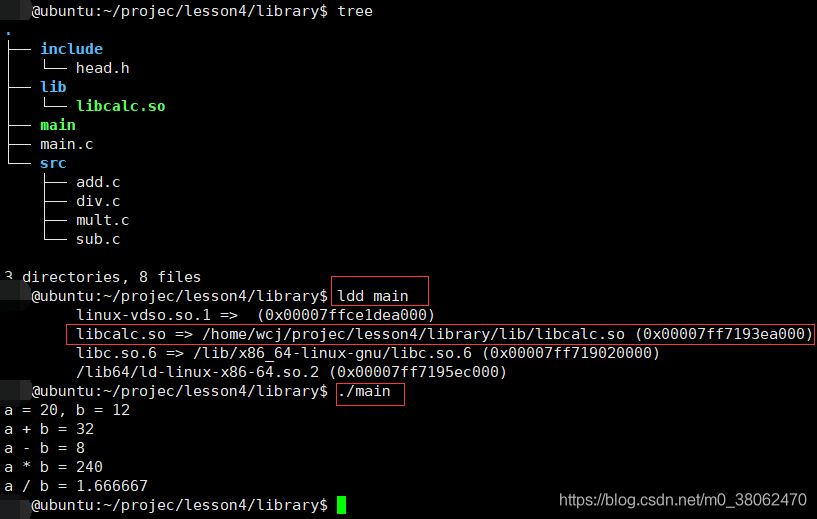 @ubuntu:~/projec/lesson4/library$ tree
.
├── include
│   └── head.h
├── lib
│   └── libcalc.so
├── main
├── main.c
└── src
    ├── add.c
    ├── div.c
    ├── mult.c
    └── sub.c
3 directories, 8 files
@ubuntu:~/projec/lesson4/library$ ldd main
linux-vdso.so.1 =>  (0x00007ffce1dea000)
libcalc.so => /home/wcj/projec/lesson4/library/lib/libcalc.so (0x00007ff7193ea000)
libc.so.6 => /lib/x86_64-linux-gnu/libc.so.6 (0x00007ff719020000)
/lib64/ld-linux-x86-64.so.2 (0x00007ff7195ec000)
@ubuntu:~/projec/lesson4/library$ ./main
a = 20, b = 12
a + b = 32
a - b = 8
a * b = 240
a / b = 1.666667
@ubuntu:~/projec/lesson4/library$
https://blog.csdn.net/m0_38062470